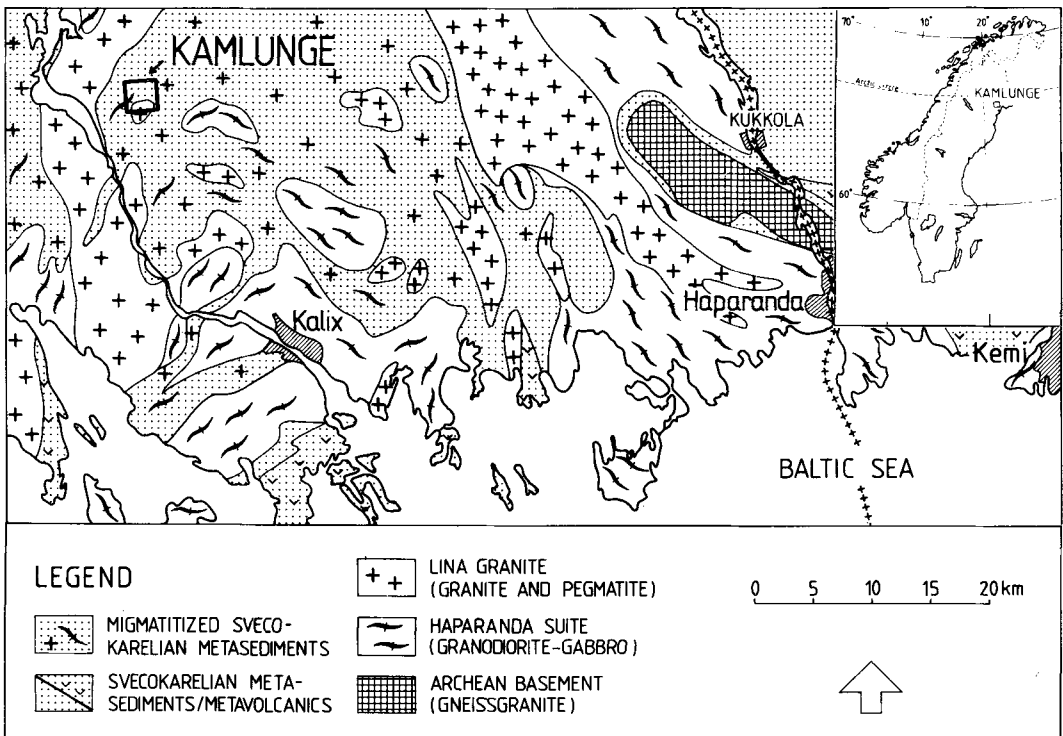 KAMLUNGE
KUKKOLA
Haparanda
Kalix
Kemi
BALTIC SEA
70°
10°
20°
Arctic circle
KAMLUNGE
60°
LEGEND
MIGMATITIZED SVECO-
KARELIAN METASEDIMENTS
SVECOKARELIAN META-
SEDIMENTS/METAVOLCANICS
LINA GRANITE
(GRANITE AND PEGMATITE)
HAPARANDA SUITE
(GRANODIORITE-GABBRO)
ARCHEAN BASEMENT
(GNEISSGRANITE)
0 5 10 15 20 km